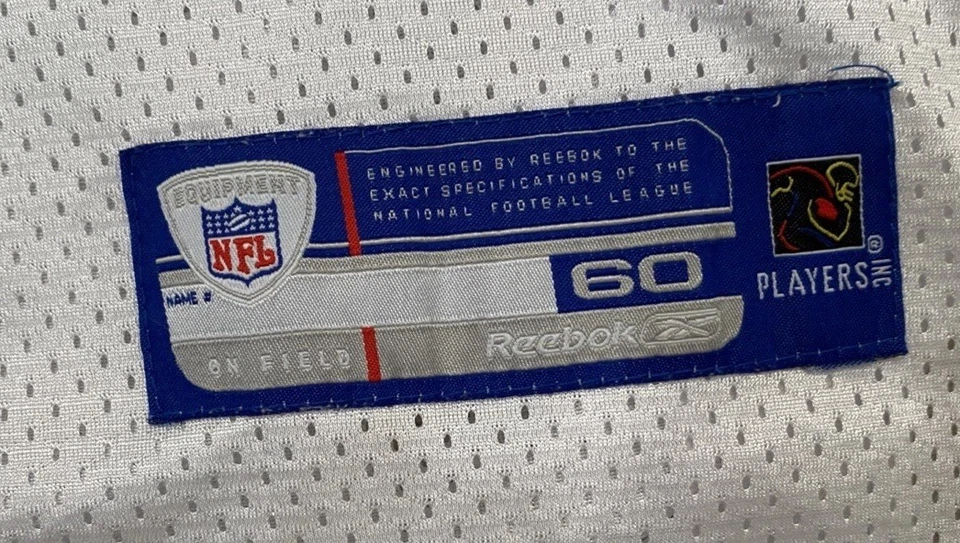 EQUIPMENT
NFL
ENGINEERED BY REEBOK TO THE
EXACT SPECIFICATIONS OF THE
NATIONAL FOOTBALL LEAGUE
NAME #
60
ON FIELD
Reebok
PLAYERS INC ®